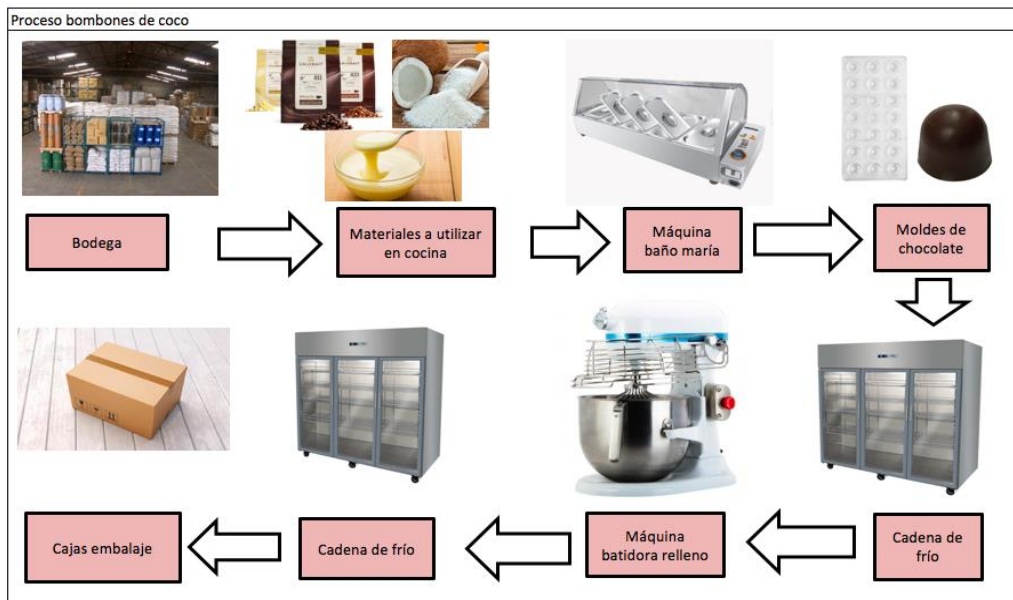 Proceso bombones de coco
Bodega
Materiales a utilizar
en cocina
Máquina
baño maría
Moldes de
chocolate
Cadena de
frío
Máquina
batidora relleno
Cadena de frío
Cajas embalaje